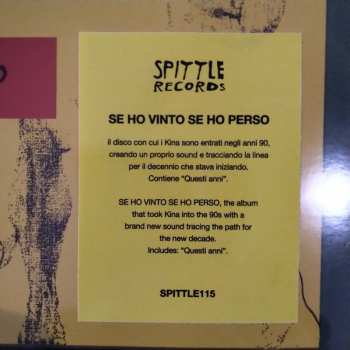 SPITTLE
RECORDS
SE HO VINTO SE HO PERSO
il disco con cui i Kina sono entrati negli anni 90,
creando un proprio sound e tracciando la linea
per il decennio che stava iniziando.
Contiene "Questi anni".
SE HO VINTO SE HO PERSO, the album
that took Kina into the 90s with a
brand new sound tracing the path for
the new decade.
Includes: "Questi anni".
SPITTLE115